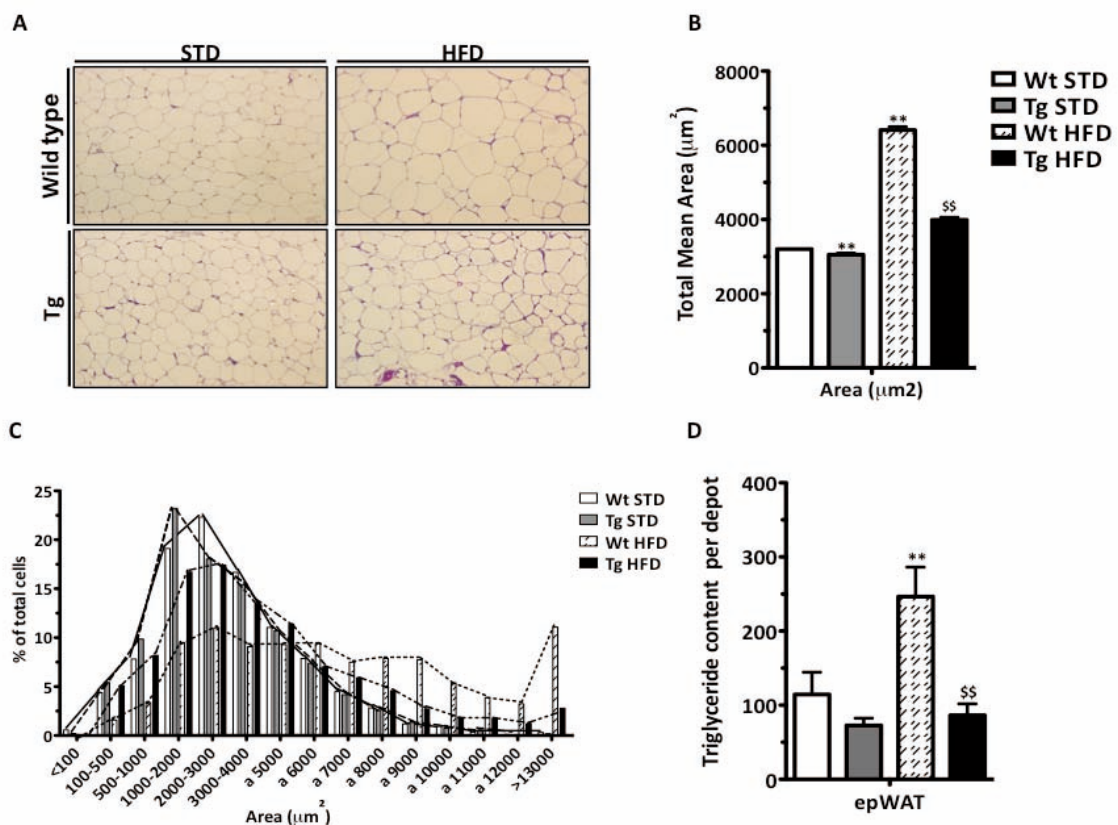 A
STD
HFD
Wild type
Tg
B
Total Mean Area (μm²)
8000
6000
4000
2000
0
**
**
$$
Area (μm2)
Wt STD
Tg STD
Wt HFD
Tg HFD
C
% of total cells
25
20
15
10
5
0
<100
100-500
500-1000
1000-2000
2000-3000
3000-4000
a 5000
a 6000
a 7000
a 8000
a 9000
a 10000
a 11000
a 12000
>13000
Area (μm²)
Wt STD
Tg STD
Wt HFD
Tg HFD
D
Triglyceride content per depot
400
300
200
100
0
**
$$
epWAT